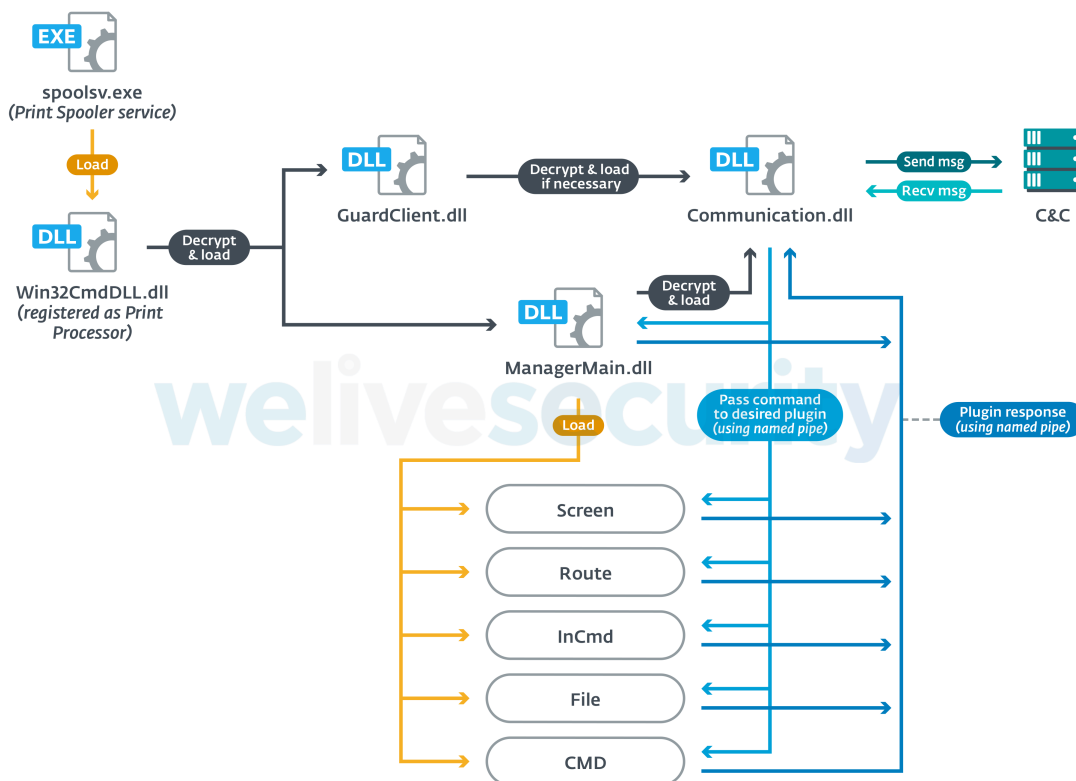 EXE
spoolsv.exe
(Print Spooler service)
Load
DLL
Win32CmdDLL.dll
(registered as Print
Processor)
Decrypt
& load
DLL
GuardClient.dll
Decrypt & load
if necessary
DLL
Communication.dll
Send msg
Recv msg
C&C
DLL
ManagerMain.dll
Decrypt
& load
welivesecurity
Load
Pass command
to desired plugin
(using named pipe)
Plugin response
(using named pipe)
Screen
Route
InCmd
File
CMD